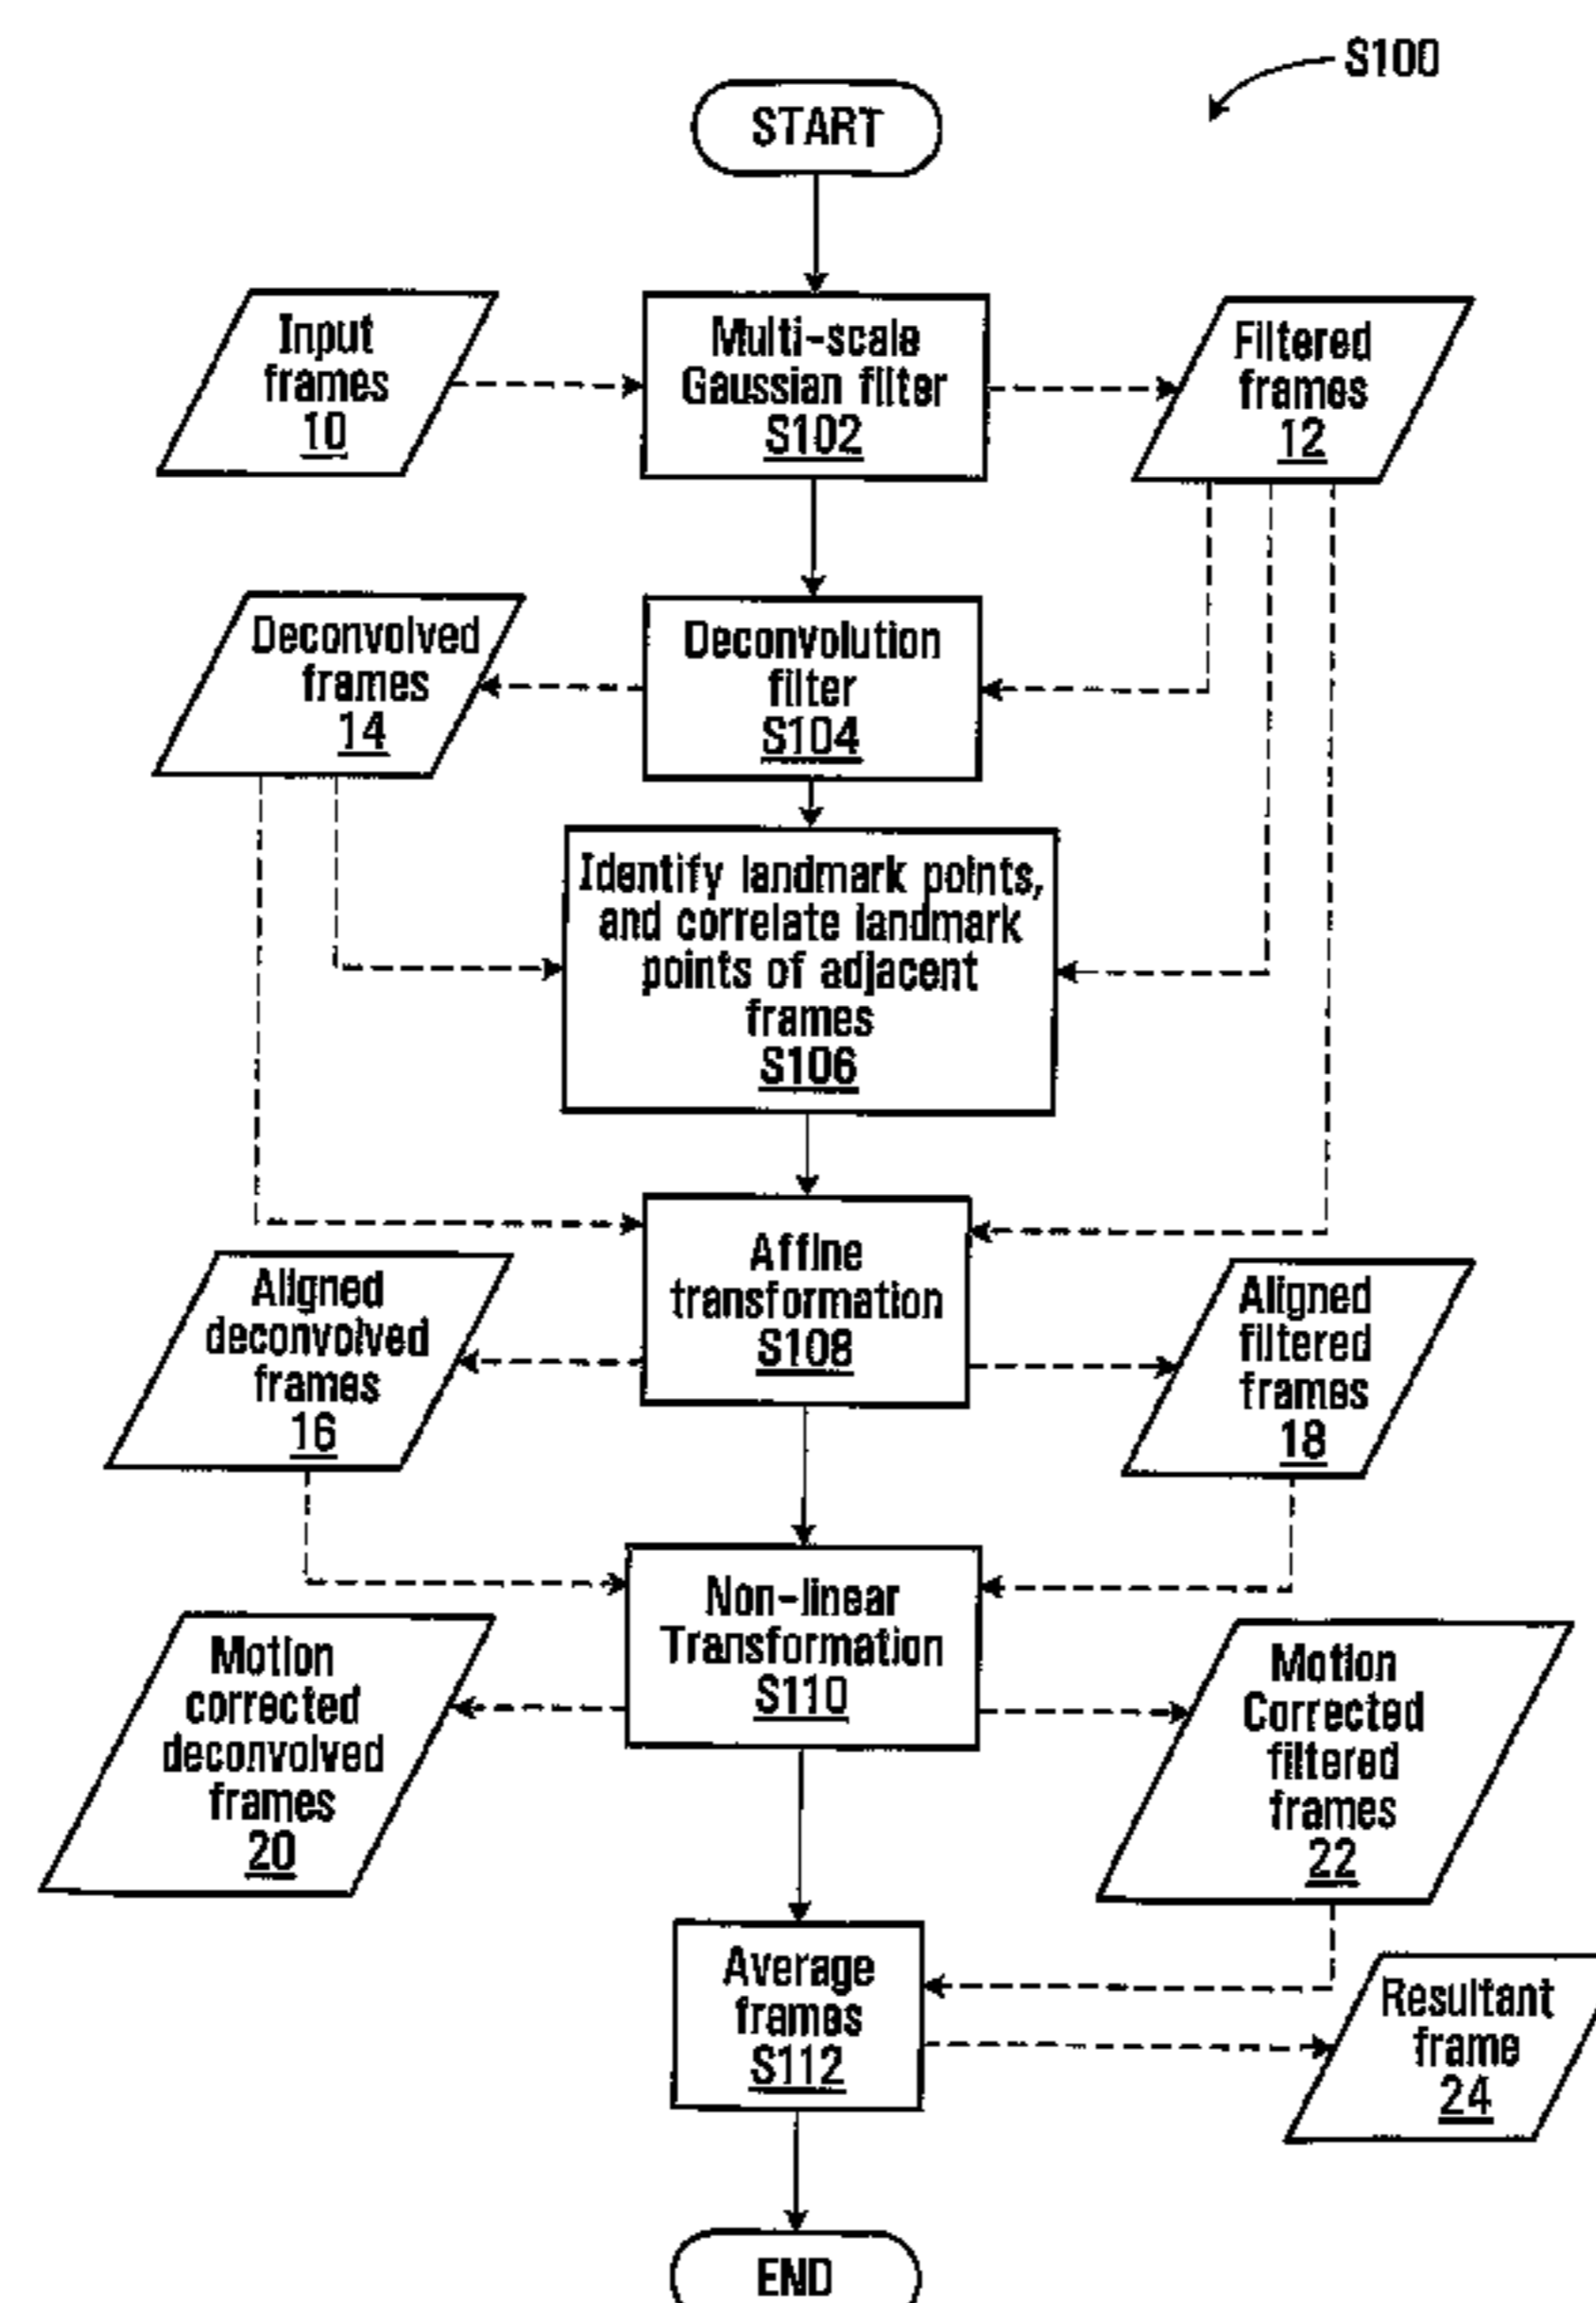 S100
START
Input
frames
10
Multi-scale
Gaussian filter
S102
Filtered
frames
12
Deconvolved
frames
14
Deconvolution
filter
S104
Identify landmark points,
and correlate landmark
points of adjacent
frames
S106
Affine
transformation
S108
Aligned
deconvolved
frames
16
Aligned
filtered
frames
18
Non-linear
Transformation
S110
Motion
corrected
deconvolved
frames
20
Motion
Corrected
filtered
frames
22
Average
frames
S112
Resultant
frame
24
END